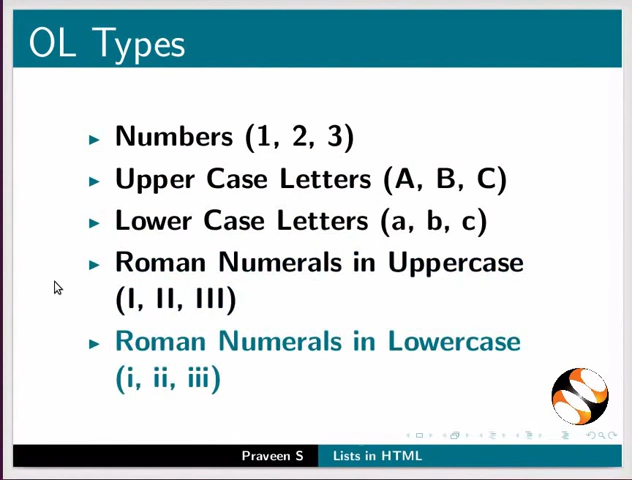 OL Types
Numbers (1, 2, 3)
Upper Case Letters (A, B, C)
Lower Case Letters (a, b, c)
Roman Numerals in Uppercase
(I, II, III)
Roman Numerals in Lowercase
(i, ii, iii)
Praveen S Lists in HTML